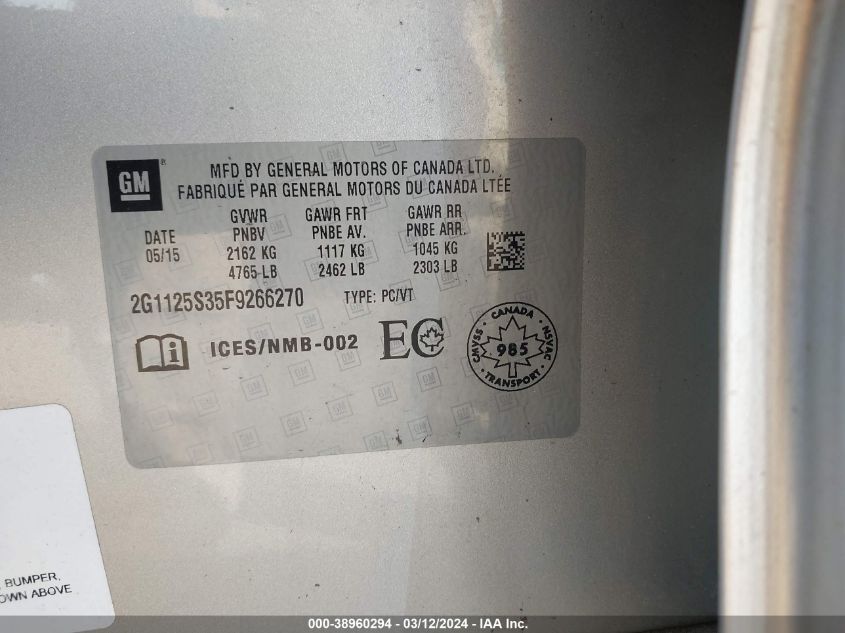 GM
MFD BY GENERAL MOTORS OF CANADA LTD.
FABRIQUÉ PAR GENERAL MOTORS DU CANADA LTÉE
GVWR GAWR FRT GAWR RR
DATE PNBV PNBE AV. PNBE ARR.
05/15 2162 KG 1117 KG 1045 KG
4765 LB 2462 LB 2303 LB
2G1125S35F9266270 TYPE: PC/VT
i ICES/NMB-002 EC
CANADA
CMVSS 985 NSVAC
TRANSPORT
BUMPER,
OWN ABOVE
000-38960294 - 03/12/2024 - IAA Inc.